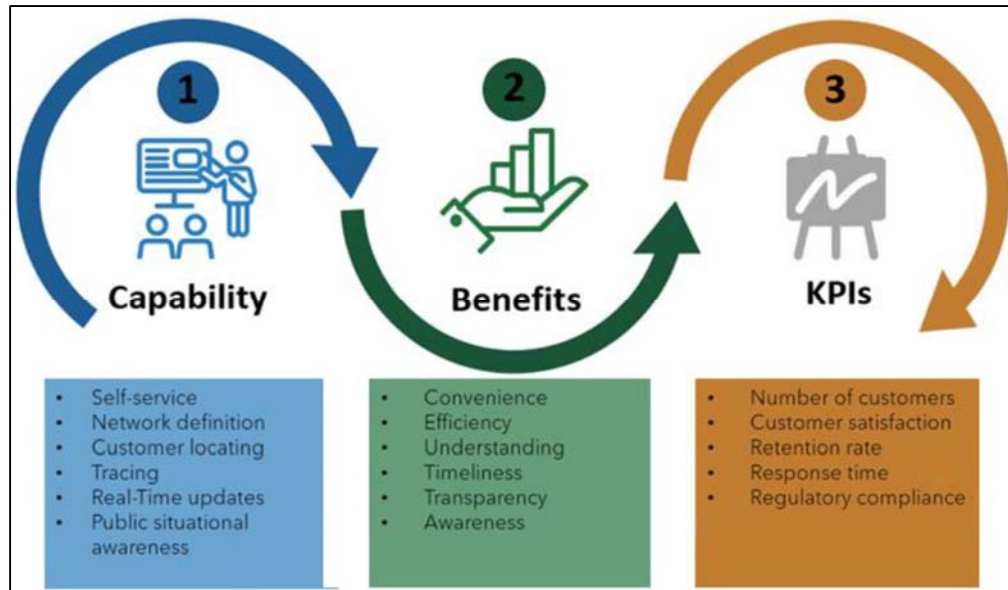 1
2
3
Capability
Benefits
KPIs
• Self-service
• Network definition
• Customer locating
• Tracing
• Real-Time updates
• Public situational
awareness
• Convenience
• Efficiency
• Understanding
• Timeliness
• Transparency
• Awareness
• Number of customers
• Customer satisfaction
• Retention rate
• Response time
• Regulatory compliance